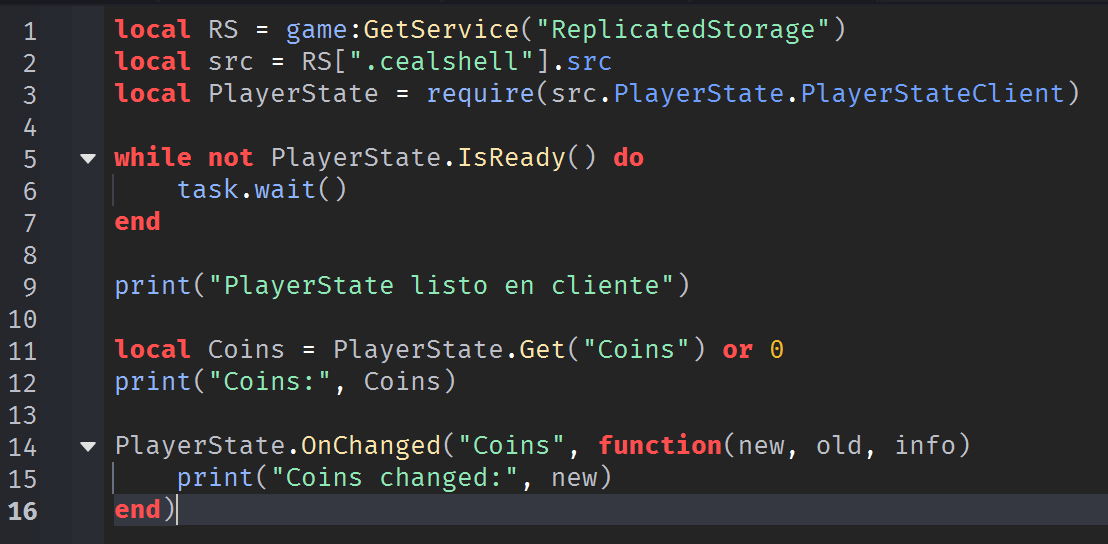 1 local RS = game:GetService("ReplicatedStorage")
2 local src = RS[".cealshell"].src
3 local PlayerState = require(src.PlayerState.PlayerStateClient)
4
5 while not PlayerState.IsReady() do
6     task.wait()
7 end
8
9 print("PlayerState listo en cliente")
10
11 local Coins = PlayerState.Get("Coins") or 0
12 print("Coins:", Coins)
13
14 PlayerState.OnChanged("Coins", function(new, old, info)
15     print("Coins changed:", new)
16 end)